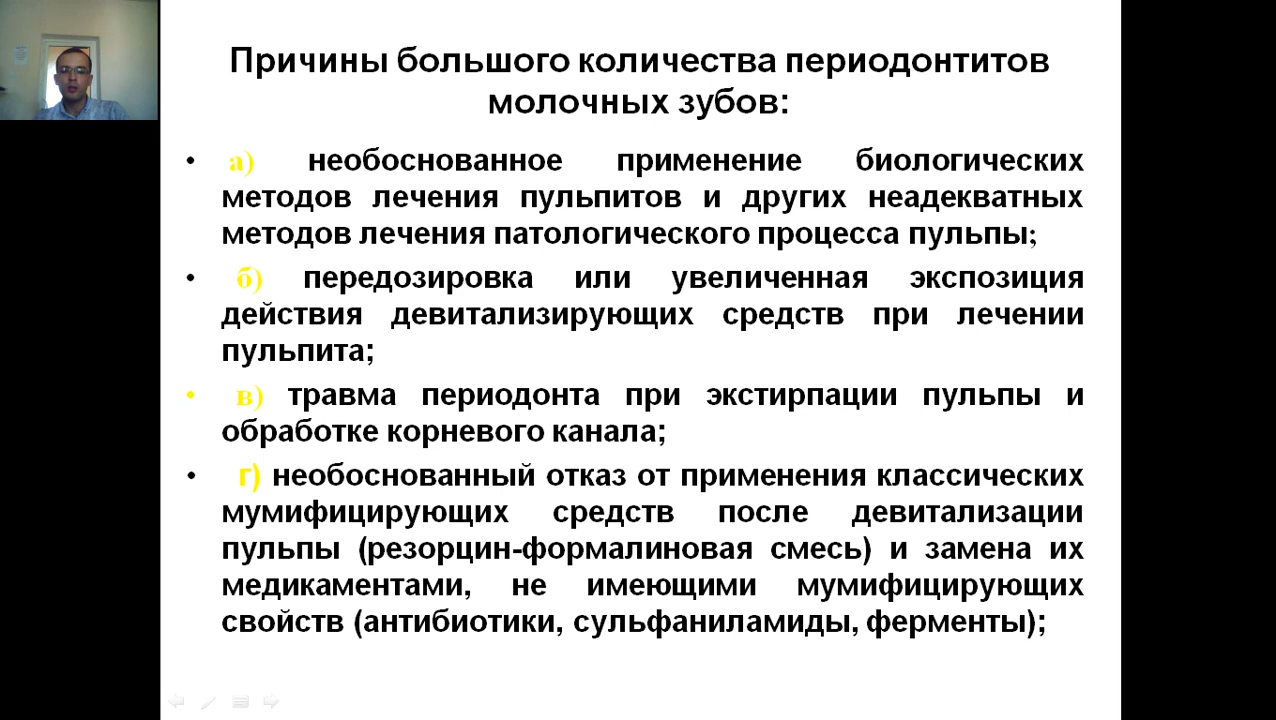 Причины большого количества периодонтитов
молочных зубов:
• а) необоснованное применение биологических
методов лечения пульпитов и других неадекватных
методов лечения патологического процесса пульпы;
• б) передозировка или увеличенная экспозиция
действия девитализирующих средств при лечении
пульпита;
• в) травма периодонта при экстирпации пульпы и
обработке корневого канала;
• г) необоснованный отказ от применения классических
мумифицирующих средств после девитализации
пульпы (резорцин-формалиновая смесь) и замена их
медикаментами, не имеющими мумифицирующих
свойств (антибиотики, сульфаниламиды, ферменты);